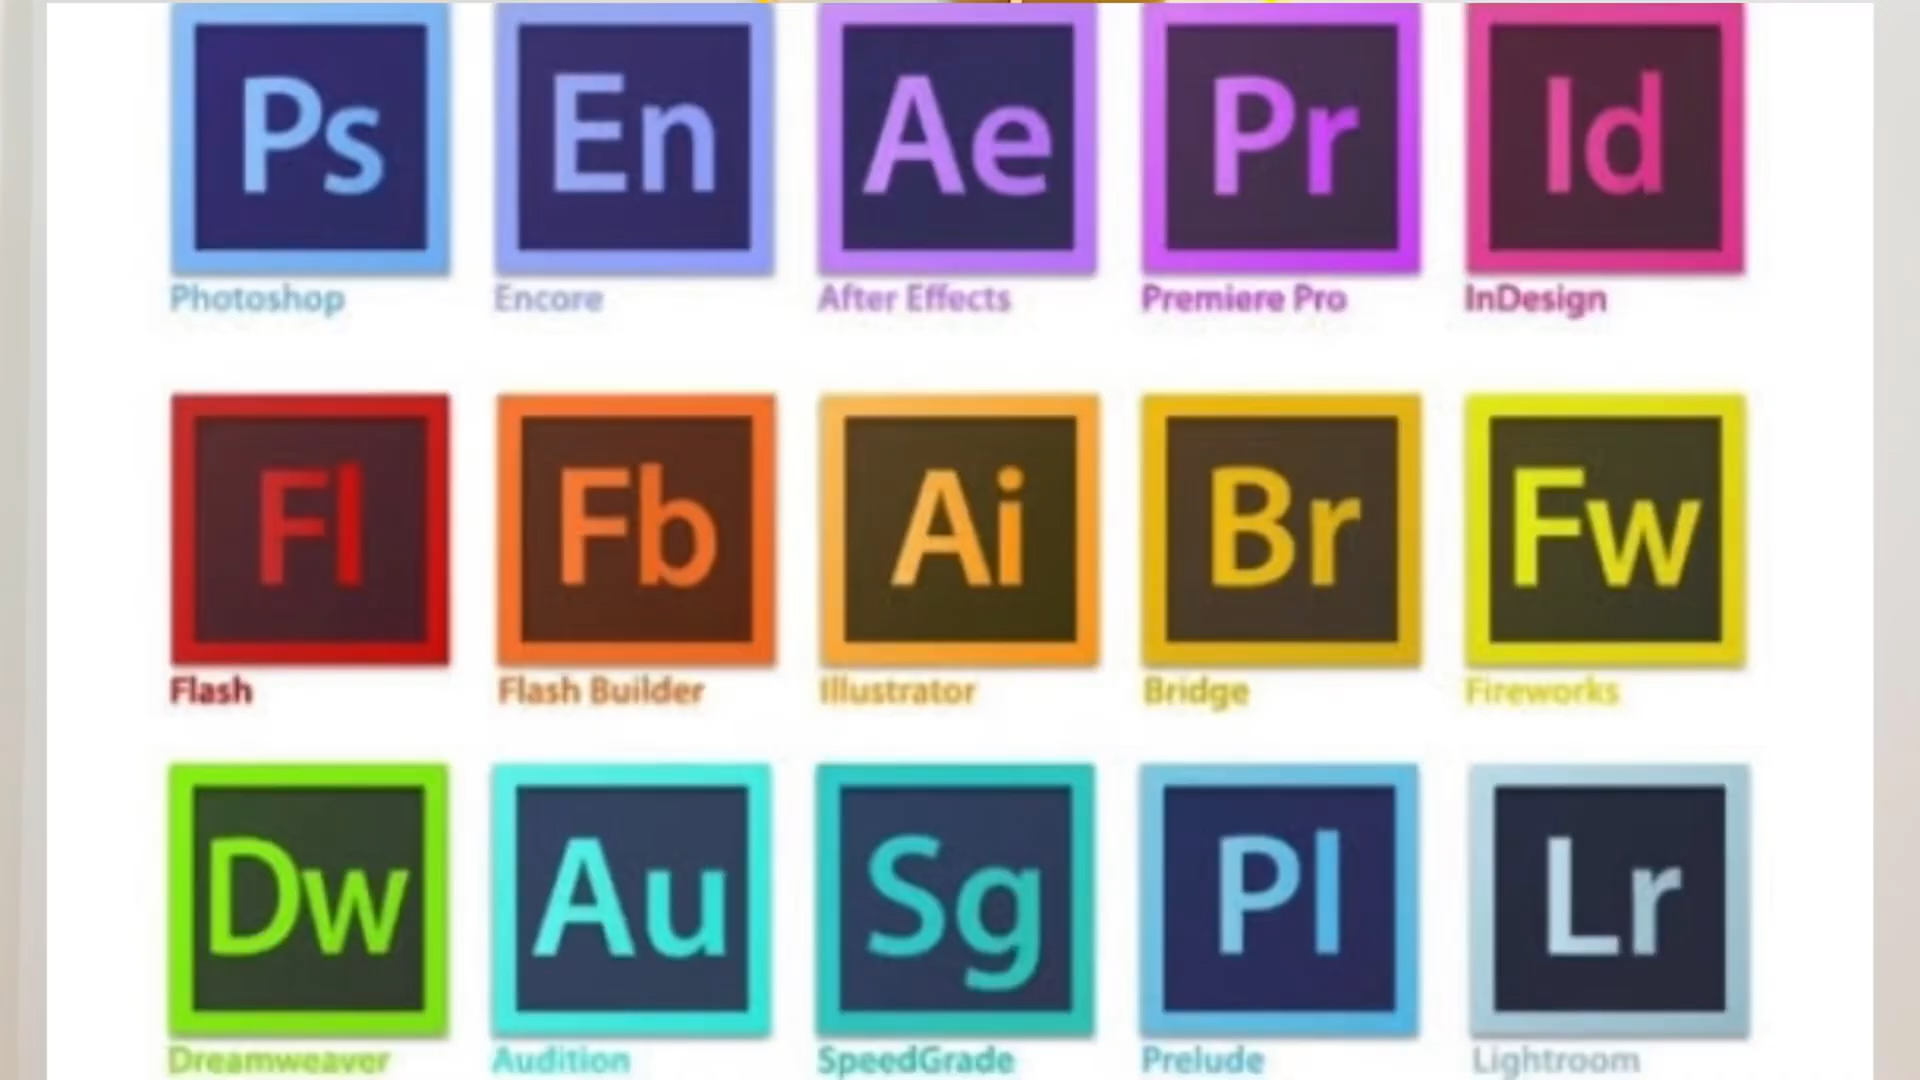 Ps En Ae Pr Id
Photoshop Encore After Effects Premiere Pro InDesign
Fl Fb Ai Br Fw
Flash Flash Builder Illustrator Bridge Fireworks
Dw Au Sg Pl Lr
Dreamweaver Audition SpeedGrade Prelude Lightroom